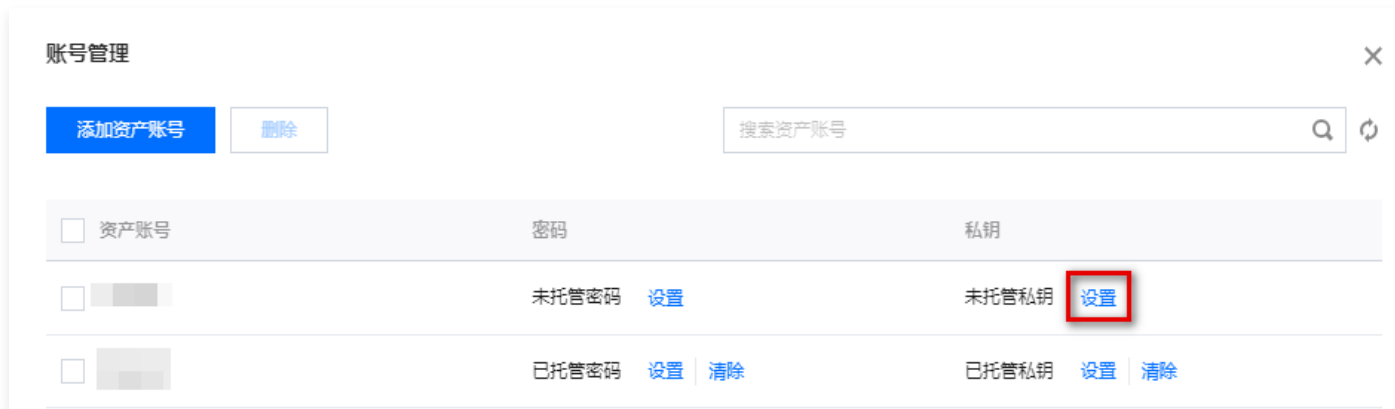 账号管理
添加资产账号 删除 搜索资产账号
资产账号 密码 私钥
未托管密码 设置 未托管私钥 设置
已托管密码 设置 清除 已托管私钥 设置 清除